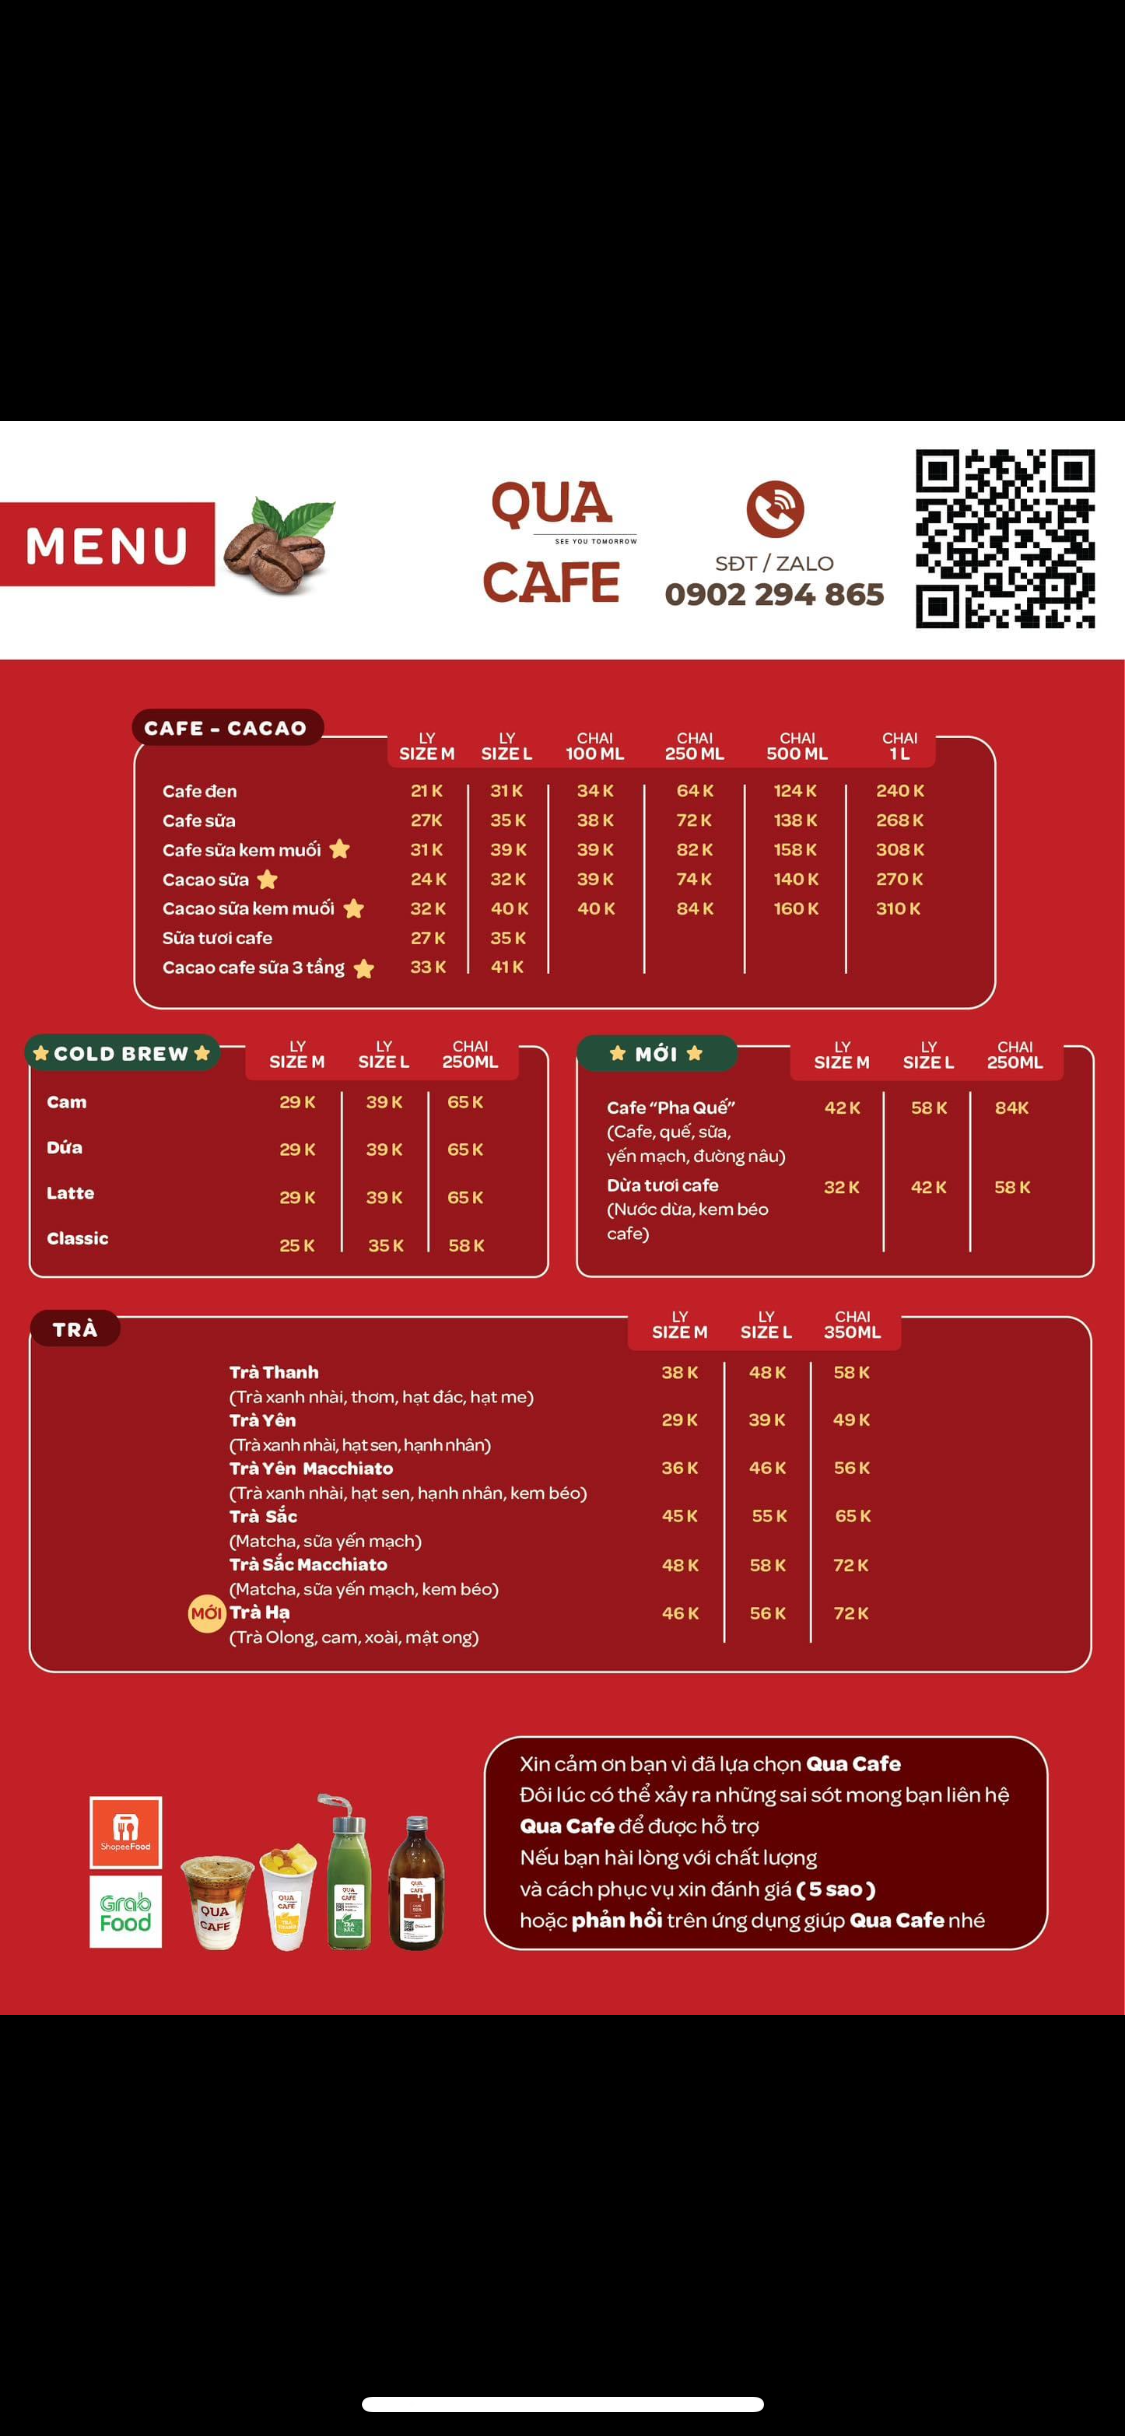 MENU
QUA
SEE YOU TOMORROW
CAFE
SĐT / ZALO
0902 294 865
CAFE - CACAO
LY SIZE M LY SIZE L CHAI 100 ML CHAI 250 ML CHAI 500 ML CHAI 1 L
Cafe đen 21 K 31 K 34 K 64 K 124 K 240 K
Cafe sữa 27K 35 K 38 K 72 K 138 K 268 K
Cafe sữa kem muối 31 K 39 K 39 K 82 K 158 K 308 K
Cacao sữa 24 K 32 K 39 K 74 K 140 K 270 K
Cacao sữa kem muối 32 K 40 K 40 K 84 K 160 K 310 K
Sữa tươi cafe 27 K 35 K
Cacao cafe sữa 3 tầng 33 K 41 K
COLD BREW
LY SIZE M LY SIZE L CHAI 250ML
Cam 29 K 39 K 65 K
Dứa 29 K 39 K 65 K
Latte 29 K 39 K 65 K
Classic 25 K 35 K 58 K
MỚI
LY SIZE M LY SIZE L CHAI 250ML
Cafe “Pha Quế” 42 K 58 K 84K
(Cafe, quế, sữa,
yến mạch, đường nâu)
Dừa tươi cafe 32 K 42 K 58 K
(Nước dừa, kem béo
cafe)
TRÀ
LY SIZE M LY SIZE L CHAI 350ML
Trà Thanh 38 K 48 K 58 K
(Trà xanh nhài, thơm, hạt đác, hạt me)
Trà Yên 29 K 39 K 49 K
(Trà xanh nhài, hạt sen, hạnh nhân)
Trà Yên Macchiato 36 K 46 K 56 K
(Trà xanh nhài, hạt sen, hạnh nhân, kem béo)
Trà Sắc 45 K 55 K 65 K
(Matcha, sữa yến mạch)
Trà Sắc Macchiato 48 K 58 K 72 K
(Matcha, sữa yến mạch, kem béo)
MỚI Trà Hạ 46 K 56 K 72 K
(Trà Olong, cam, xoài, mật ong)
ShopeeFood
Grab
Food
QUA
CAFE
QUA
CAFE
QUA
CAFE
TRÀ
SẮC
QUA
CAFE
Xin cảm ơn bạn vì đã lựa chọn Qua Cafe
Đôi lúc có thể xảy ra những sai sót mong bạn liên hệ
Qua Cafe để được hỗ trợ
Nếu bạn hài lòng với chất lượng
và cách phục vụ xin đánh giá ( 5 sao )
hoặc phản hồi trên ứng dụng giúp Qua Cafe nhé